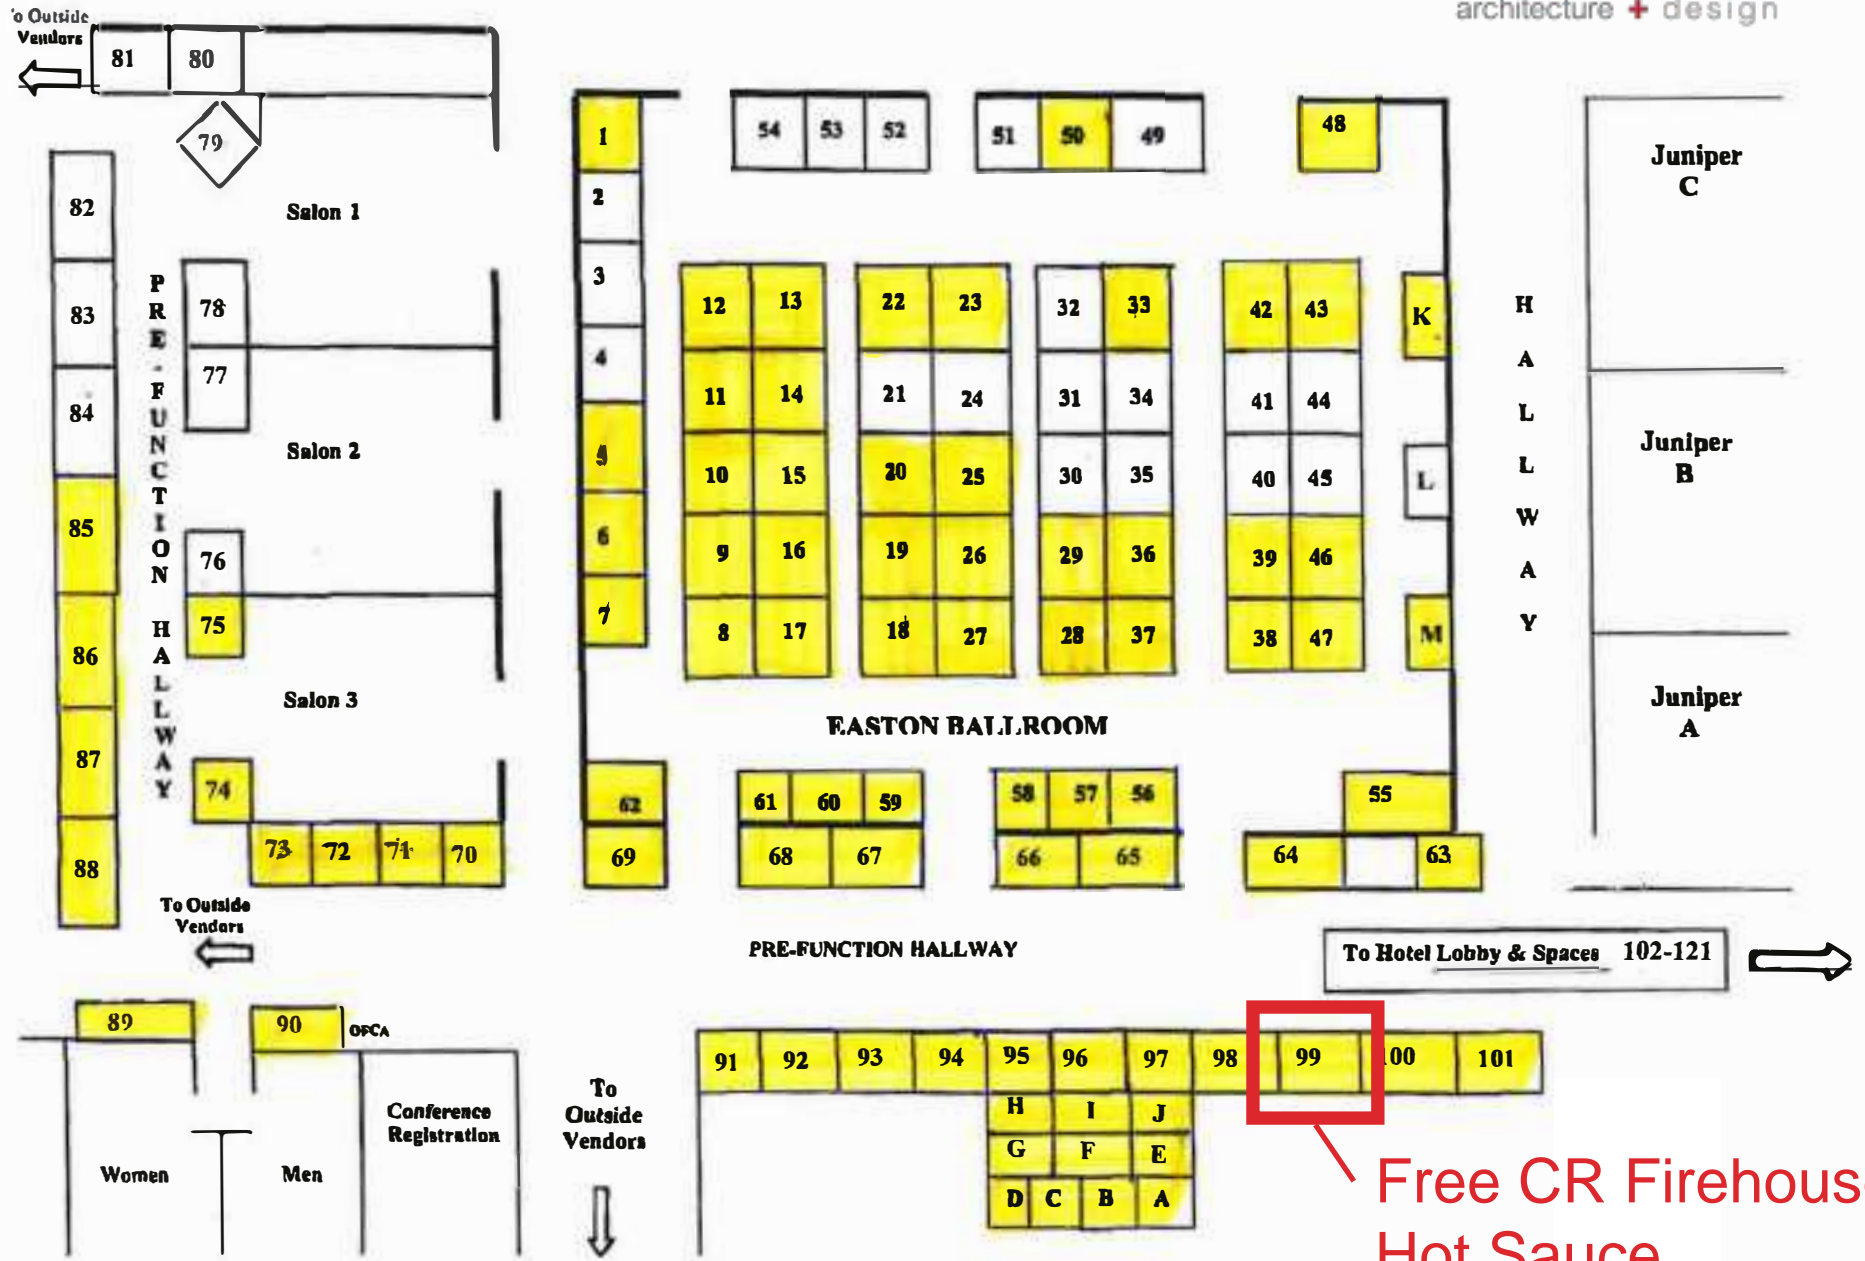 architecture + design
'o Outside
Vendors
81 80
79
82
83
84
85
86
87
88
PRE-FUNCTION HALLWAY
Salon 1
78
77
Salon 2
76
75
Salon 3
74
73 72 71 70
To Outside
Vendors
1
2
3
4
5
6
7
54 53 52
51 50 49
48
12 13 22 23 32 33 42 43
11 14 21 24 31 34 41 44
10 15 20 25 30 35 40 45
9 16 19 26 29 36 39 46
8 17 18 27 28 37 38 47
K
L
M
HALLWAY
Juniper
C
Juniper
B
Juniper
A
EASTON BALLROOM
62 61 60 59 58 57 56 55
69 68 67 66 65 64 63
PRE-FUNCTION HALLWAY
To Hotel Lobby & Spaces 102-121
89 90 OFCA
Women
Men
Conference
Registration
To
Outside
Vendors
91 92 93 94 95 96 97 98 99 100 101
H I J
G F E
D C B A
Free CR Firehous
Hot Sauce